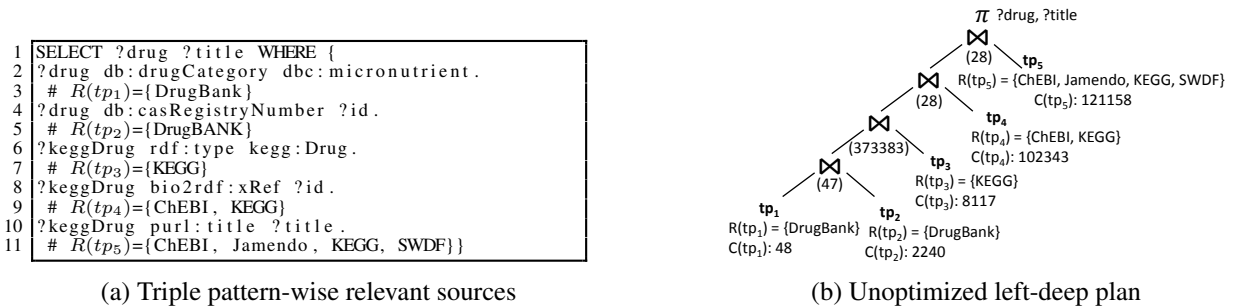 1 SELECT ?drug ?title WHERE {
2 ?drug db:drugCategory dbc:micronutrient.
3 # R(tp₁)={DrugBank}
4 ?drug db:casRegistryNumber ?id.
5 # R(tp₂)={DrugBANK}
6 ?keggDrug rdf:type kegg:Drug.
7 # R(tp₃)={KEGG}
8 ?keggDrug bio2rdf:xRef ?id.
9 # R(tp₄)={ChEBI, KEGG}
10 ?keggDrug purl:title ?title.
11 # R(tp₅)={ChEBI, Jamendo, KEGG, SWDF}}
(a) Triple pattern-wise relevant sources
π ?drug, ?title
⋈
(28)
tp₅
R(tp₅) = {ChEBI, Jamendo, KEGG, SWDF}
C(tp₅): 121158
⋈
(28)
tp₄
R(tp₄) = {ChEBI, KEGG}
C(tp₄): 102343
⋈
(373383)
tp₃
R(tp₃) = {KEGG}
C(tp₃): 8117
⋈
(47)
tp₁
R(tp₁) = {DrugBank}
C(tp₁): 48
tp₂
R(tp₂) = {DrugBank}
C(tp₂): 2240
(b) Unoptimized left-deep plan